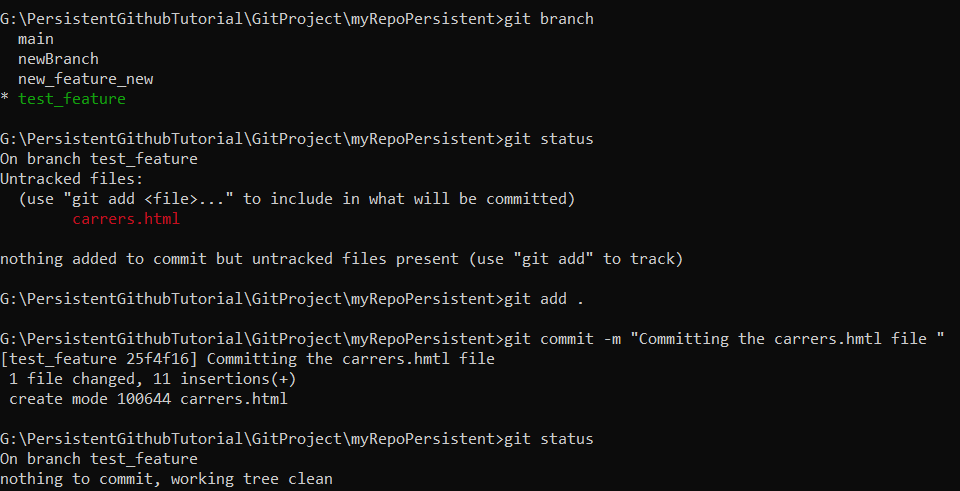 G:\PersistentGithubTutorial\GitProject\myRepoPersistent>git branch
  main
  newBranch
  new_feature_new
* test_feature
G:\PersistentGithubTutorial\GitProject\myRepoPersistent>git status
On branch test_feature
Untracked files:
  (use "git add <file>..." to include in what will be committed)
        carrers.html
nothing added to commit but untracked files present (use "git add" to track)
G:\PersistentGithubTutorial\GitProject\myRepoPersistent>git add .
G:\PersistentGithubTutorial\GitProject\myRepoPersistent>git commit -m "Committing the carrers.hmtl file "
[test_feature 25f4f16] Committing the carrers.hmtl file
 1 file changed, 11 insertions(+)
 create mode 100644 carrers.html
G:\PersistentGithubTutorial\GitProject\myRepoPersistent>git status
On branch test_feature
nothing to commit, working tree clean